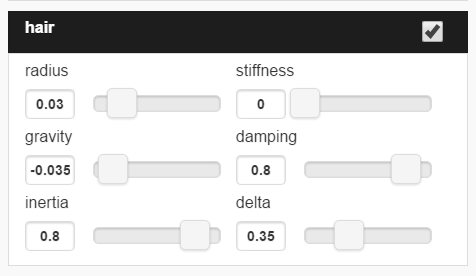 hair
radius stiffness
0.03 0
gravity damping
-0.035 0.8
inertia delta
0.8 0.35